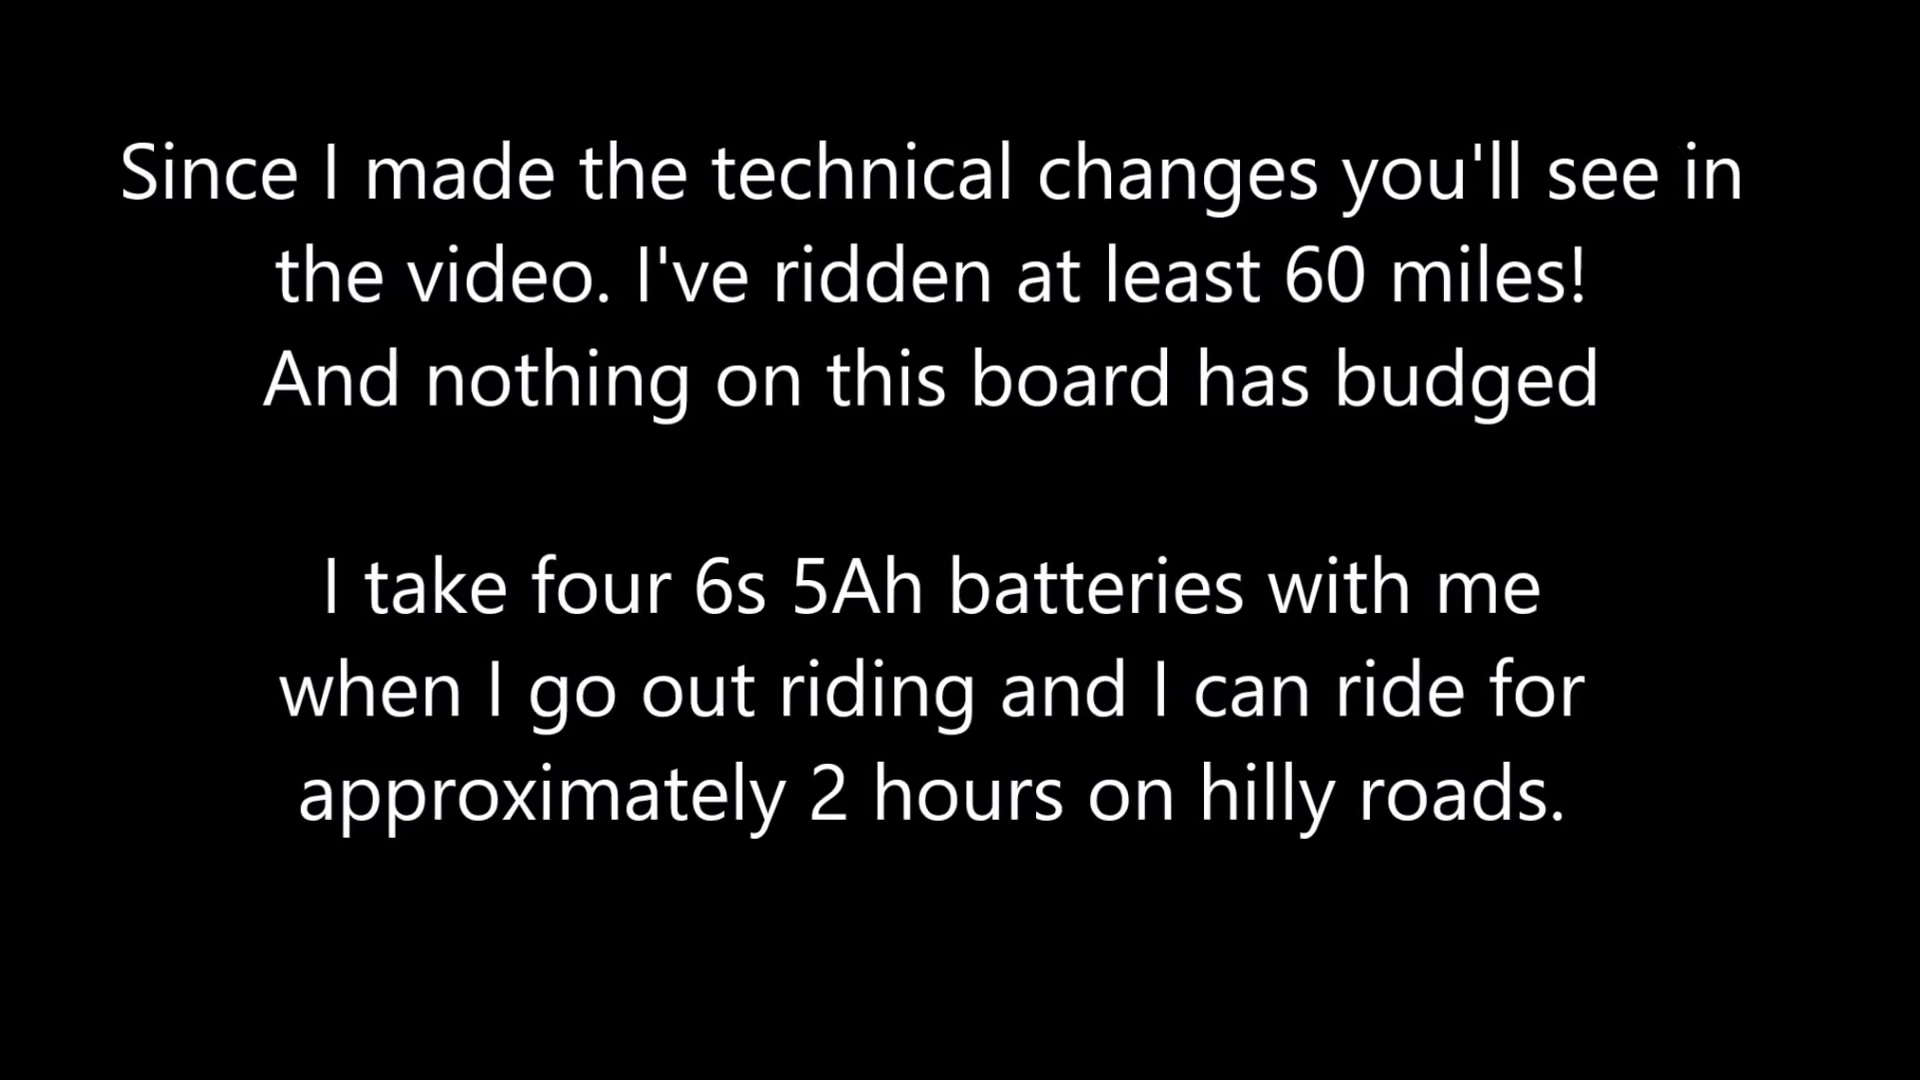 Since I made the technical changes you'll see in
the video. I've ridden at least 60 miles!
And nothing on this board has budged
I take four 6s 5Ah batteries with me
when I go out riding and I can ride for
approximately 2 hours on hilly roads.